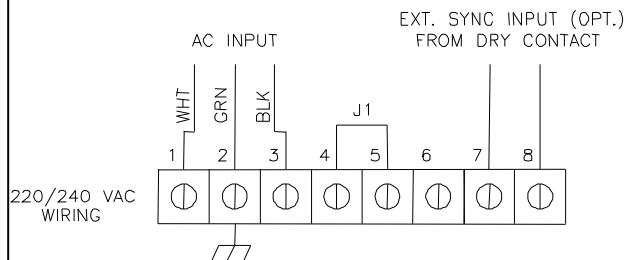 EXT. SYNC INPUT (OPT.)
FROM DRY CONTACT
AC INPUT
WHT
GRN
BLK
J1
1 2 3 4 5 6 7 8
220/240 VAC
WIRING